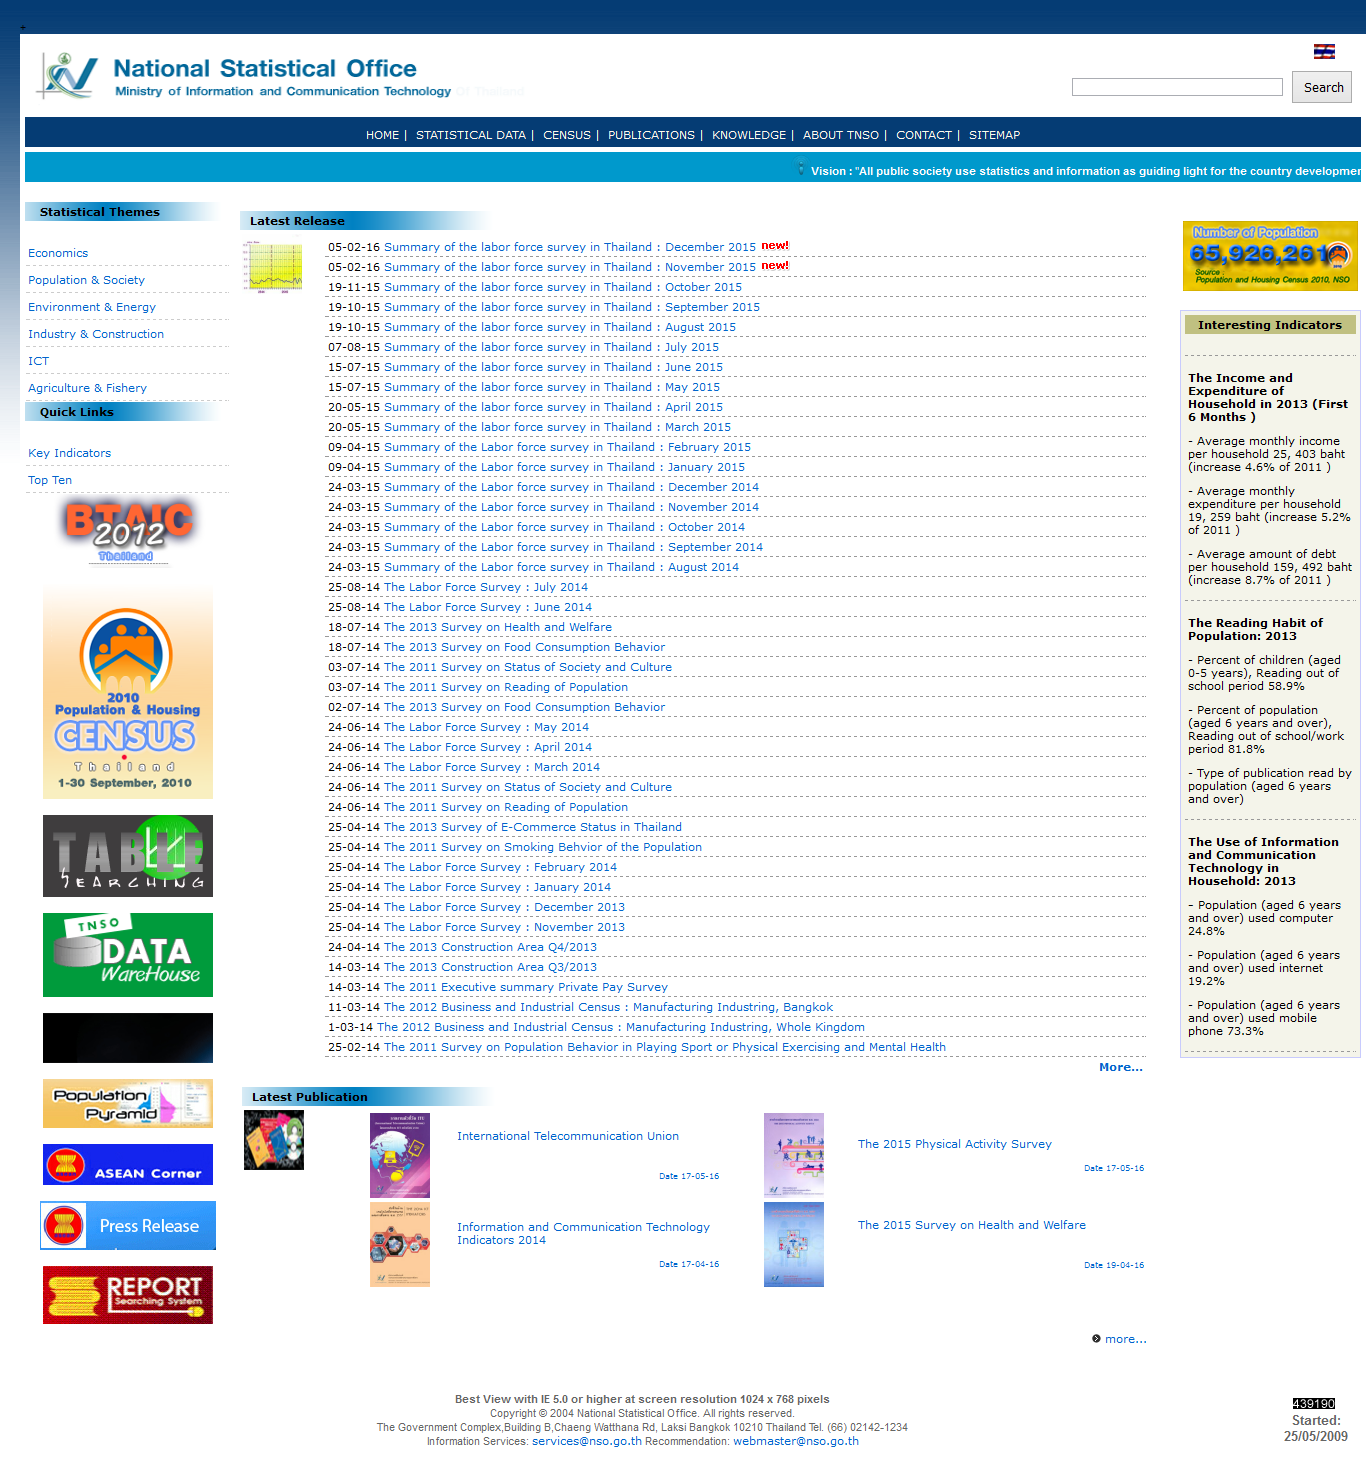 National Statistical Office
Ministry of Information and Communication Technology Of Thailand
Search
HOME | STATISTICAL DATA | CENSUS | PUBLICATIONS | KNOWLEDGE | ABOUT TNSO | CONTACT | SITEMAP
Vision : "All public society use statistics and information as guiding light for the country
Statistical Themes
Economics
Population & Society
Environment & Energy
Industry & Construction
ICT
Agriculture & Fishery
Quick Links
Key Indicators
Top Ten
BTAIC
2012
Thailand
2010
Population & Housing
CENSUS
Thailand
1-30 September, 2010
TABLE
SEARCHING
TNSO
DATA
WareHouse
Population
Pyramid
ASEAN Corner
Press Release
REPORT
Searching System
Latest Release
05-02-16 Summary of the labor force survey in Thailand : December 2015 new!
05-02-16 Summary of the labor force survey in Thailand : November 2015 new!
19-11-15 Summary of the labor force survey in Thailand : October 2015
19-10-15 Summary of the labor force survey in Thailand : September 2015
19-10-15 Summary of the labor force survey in Thailand : August 2015
07-08-15 Summary of the labor force survey in Thailand : July 2015
15-07-15 Summary of the labor force survey in Thailand : June 2015
15-07-15 Summary of the labor force survey in Thailand : May 2015
20-05-15 Summary of the labor force survey in Thailand : April 2015
20-05-15 Summary of the labor force survey in Thailand : March 2015
09-04-15 Summary of the Labor force survey in Thailand : February 2015
09-04-15 Summary of the Labor force survey in Thailand : January 2015
24-03-15 Summary of the Labor force survey in Thailand : December 2014
24-03-15 Summary of the Labor force survey in Thailand : November 2014
24-03-15 Summary of the Labor force survey in Thailand : October 2014
24-03-15 Summary of the Labor force survey in Thailand : September 2014
24-03-15 Summary of the Labor force survey in Thailand : August 2014
25-08-14 The Labor Force Survey : July 2014
25-08-14 The Labor Force Survey : June 2014
18-07-14 The 2013 Survey on Health and Welfare
18-07-14 The 2013 Survey on Food Consumption Behavior
03-07-14 The 2011 Survey on Status of Society and Culture
03-07-14 The 2011 Survey on Reading of Population
02-07-14 The 2013 Survey on Food Consumption Behavior
24-06-14 The Labor Force Survey : May 2014
24-06-14 The Labor Force Survey : April 2014
24-06-14 The Labor Force Survey : March 2014
24-06-14 The 2011 Survey on Status of Society and Culture
24-06-14 The 2011 Survey on Reading of Population
25-04-14 The 2013 Survey of E-Commerce Status in Thailand
25-04-14 The 2011 Survey on Smoking Behvior of the Population
25-04-14 The Labor Force Survey : February 2014
25-04-14 The Labor Force Survey : January 2014
25-04-14 The Labor Force Survey : December 2013
25-04-14 The Labor Force Survey : November 2013
24-04-14 The 2013 Construction Area Q4/2013
14-03-14 The 2013 Construction Area Q3/2013
14-03-14 The 2011 Executive summary Private Pay Survey
11-03-14 The 2012 Business and Industrial Census : Manufacturing Industring, Bangkok
1-03-14 The 2012 Business and Industrial Census : Manufacturing Industring, Whole Kingdom
25-02-14 The 2011 Survey on Population Behavior in Playing Sport or Physical Exercising and Mental Health
More...
Latest Publication
International Telecommunication Union
Date 17-05-16
The 2015 Physical Activity Survey
Date 17-05-16
Information and Communication Technology
Indicators 2014
Date 17-04-16
The 2015 Survey on Health and Welfare
Date 19-04-16
more...
Number of Population
65,926,261
Source :
Population and Housing Census 2010, NSO
Interesting Indicators
The Income and
Expenditure of
Household in 2013 (First
6 Months )
- Average monthly income
per household 25, 403 baht
(increase 4.6% of 2011 )
- Average monthly
expenditure per household
19, 259 baht (increase 5.2%
of 2011 )
- Average amount of debt
per household 159, 492 baht
(increase 8.7% of 2011 )
The Reading Habit of
Population: 2013
- Percent of children (aged
0-5 years), Reading out of
school period 58.9%
- Percent of population
(aged 6 years and over),
Reading out of school/work
period 81.8%
- Type of publication read by
population (aged 6 years
and over)
The Use of Information
and Communication
Technology in
Household: 2013
– Population (aged 6 years
and over) used computer
24.8%
- Population (aged 6 years
and over) used internet
19.2%
- Population (aged 6 years
and over) used mobile
phone 73.3%
Best View with IE 5.0 or higher at screen resolution 1024 x 768 pixels
Copyright © 2004 National Statistical Office. All rights reserved.
The Government Complex,Building B,Chaeng Watthana Rd, Laksi Bangkok 10210 Thailand Tel. (66) 02142-1234
Information Services: services@nso.go.th Recommendation: webmaster@nso.go.th
439190
Started:
25/05/2009